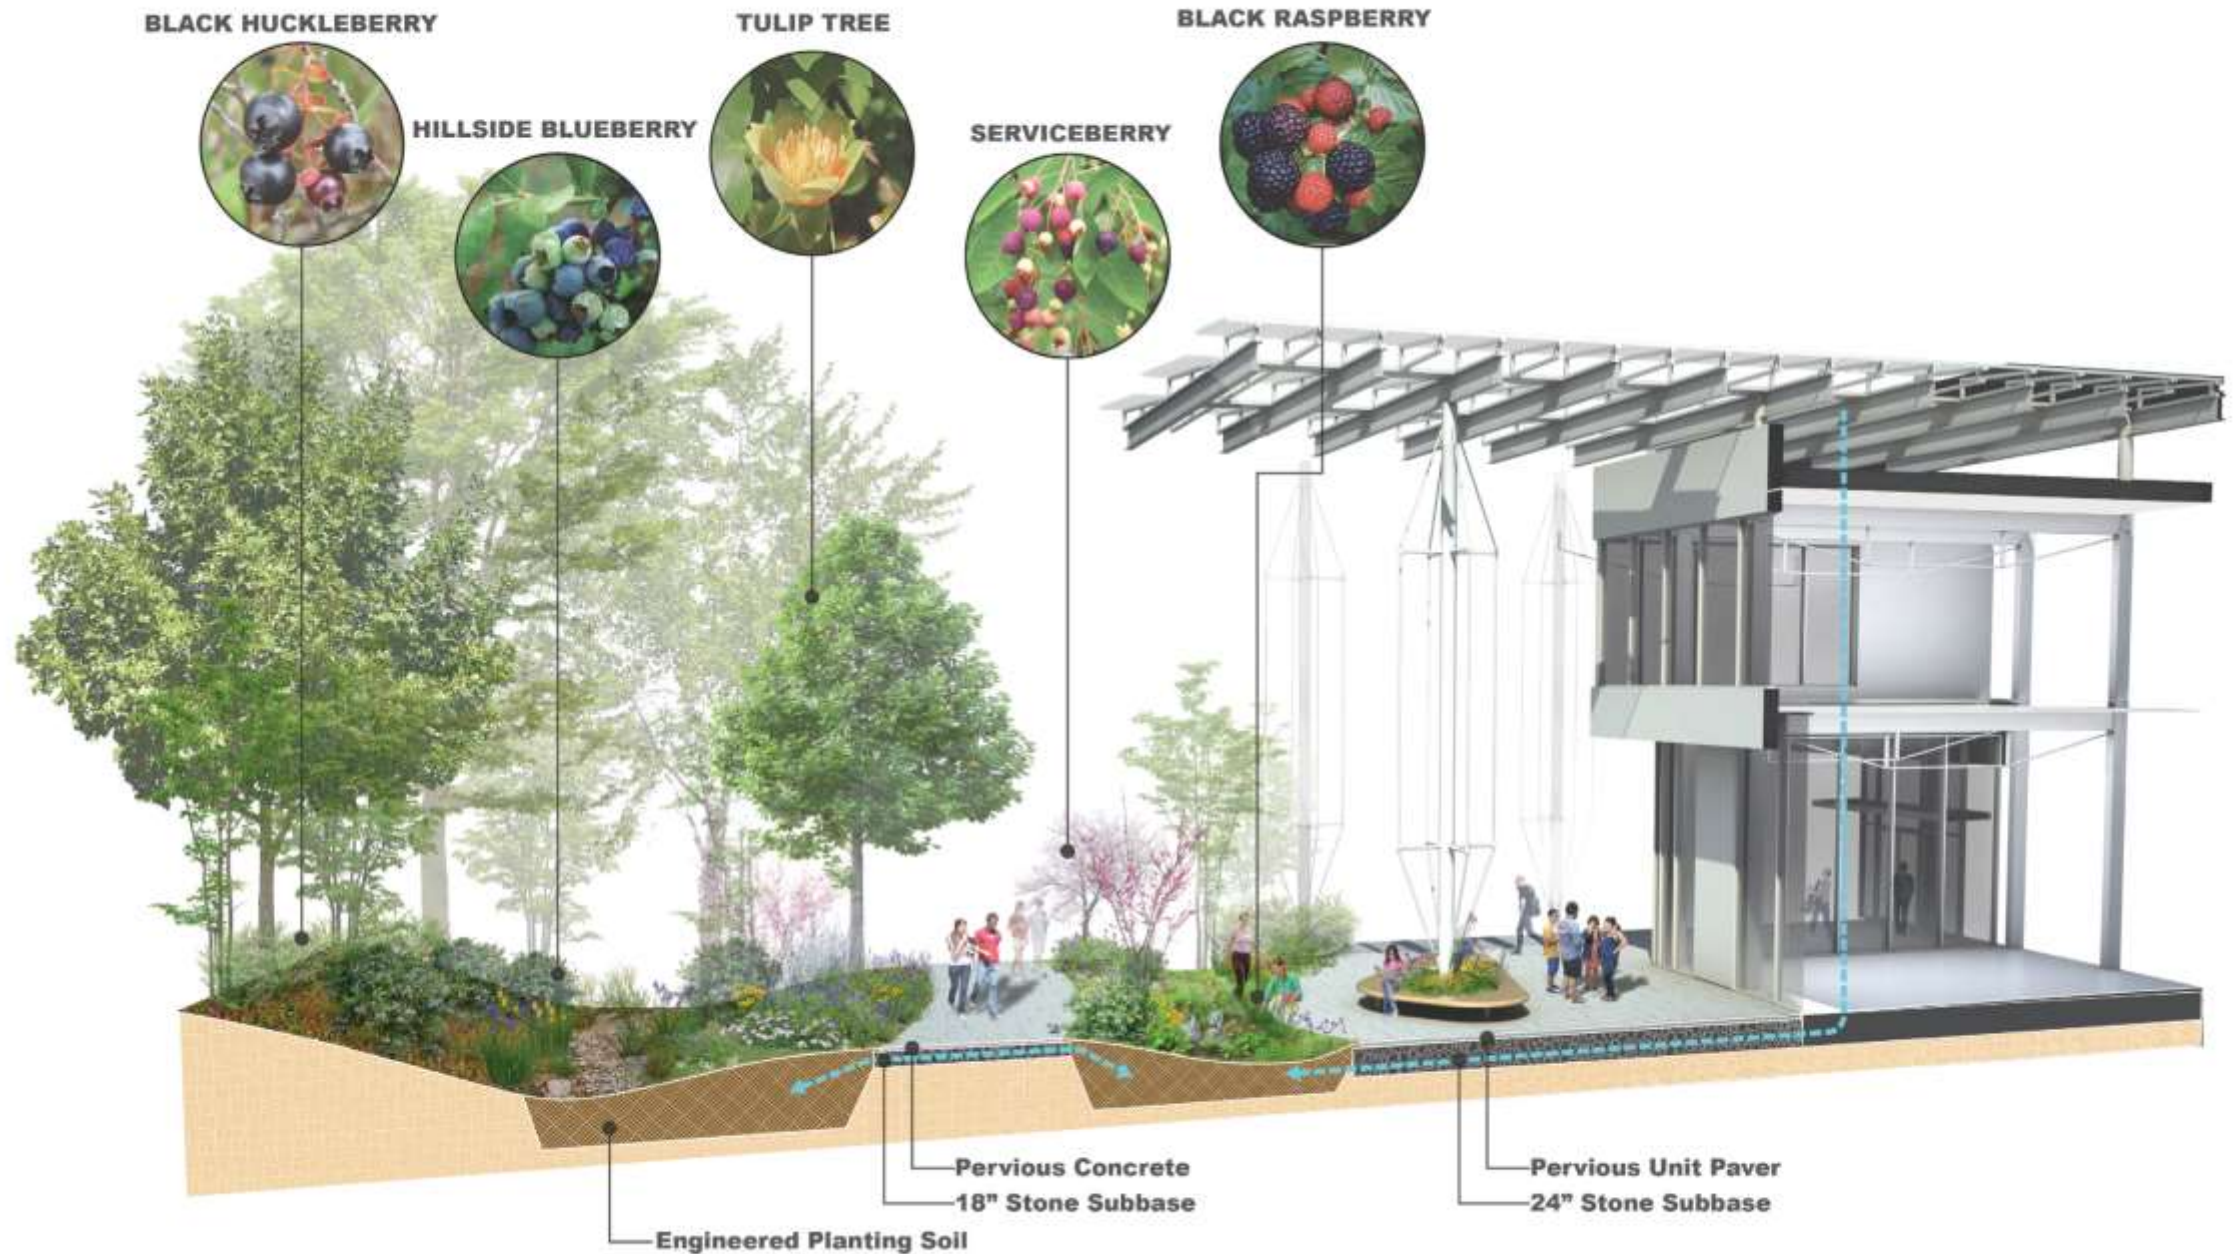 BLACK HUCKLEBERRY
TULIP TREE
BLACK RASPBERRY
HILLSIDE BLUEBERRY
SERVICEBERRY
Pervious Concrete
18” Stone Subbase
Engineered Planting Soil
Pervious Unit Paver
24” Stone Subbase